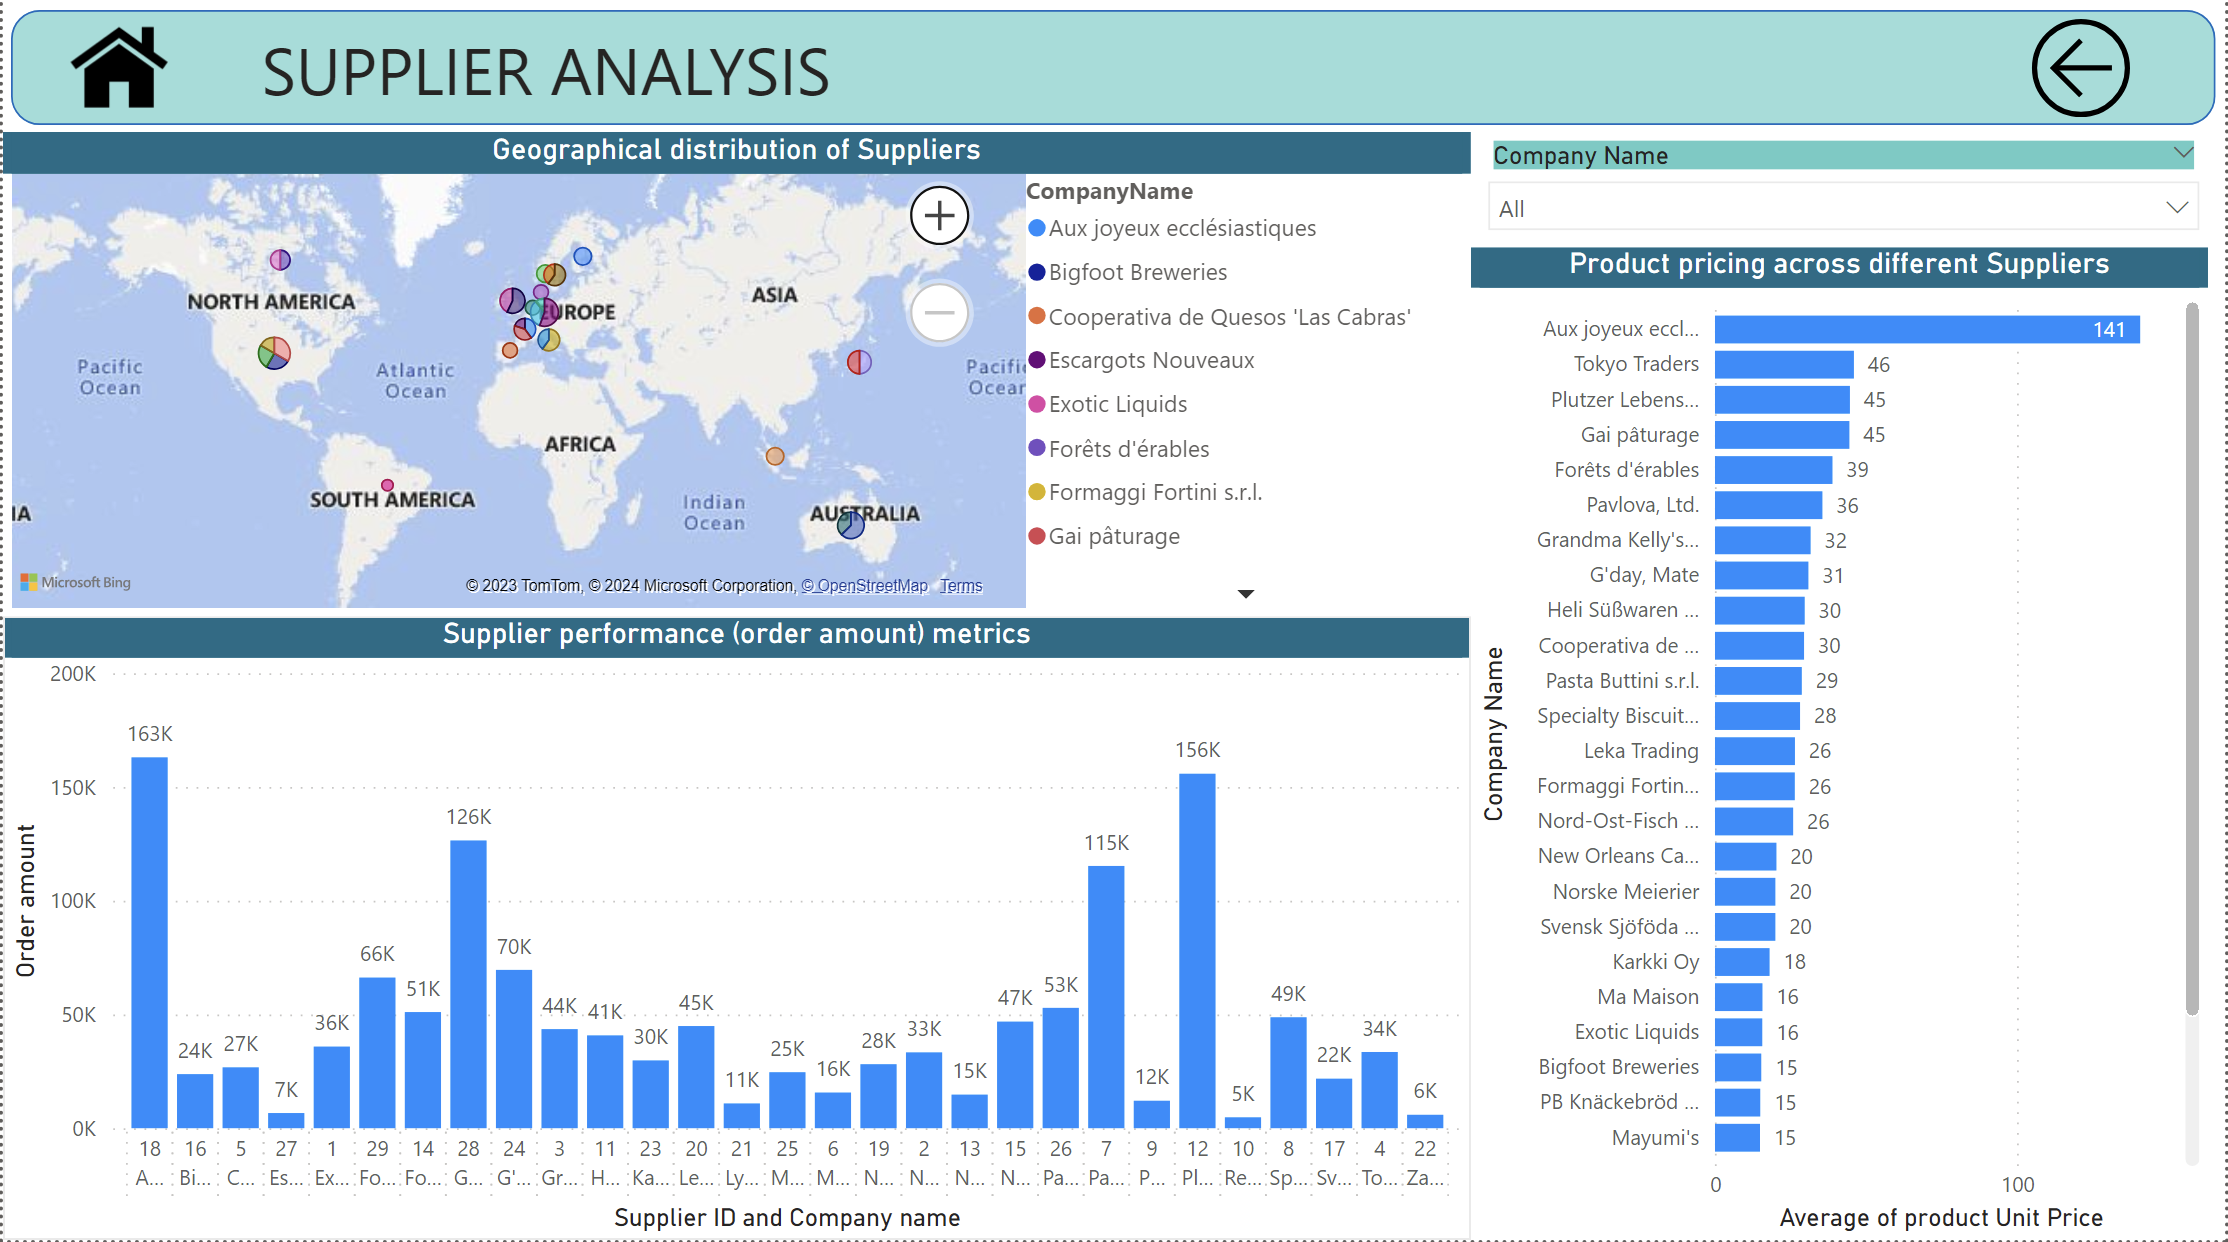 SUPPLIER ANALYSIS
Geographical distribution of Suppliers
NORTH AMERICA
EUROPE
ASIA
Pacific
Ocean
Atlantic
Ocean
Pacific
Ocean
AFRICA
SOUTH AMERICA
Indian
Ocean
AUSTRALIA
IA
Microsoft Bing
© 2023 TomTom, © 2024 Microsoft Corporation, © OpenStreetMap Terms
CompanyName
Aux joyeux ecclésiastiques
Bigfoot Breweries
Cooperativa de Quesos 'Las Cabras'
Escargots Nouveaux
Exotic Liquids
Forêts d'érables
Formaggi Fortini s.r.l.
Gai pâturage
Company Name
All
Supplier performance (order amount) metrics
Order amount
200K
150K
100K
50K
0K
163K
24K
27K
7K
36K
66K
51K
126K
70K
44K
41K
30K
45K
11K
25K
16K
28K
33K
15K
47K
53K
115K
12K
156K
5K
49K
22K
34K
6K
18 16 5 27 1 29 14 28 24 3 11 23 20 21 25 6 19 2 13 15 26 7 9 12 10 8 17 4 22
A... Bi... C... Es... Ex... Fo... Fo... G... G'... Gr... H... Ka... Le... Ly... M... M... N... N... N... N... Pa... Pa... P... Pl... Re... Sp... Sv... To... Za...
Supplier ID and Company name
Product pricing across different Suppliers
Company Name
Aux joyeux eccl... 141
Tokyo Traders 46
Plutzer Lebens... 45
Gai pâturage 45
Forêts d'érables 39
Pavlova, Ltd. 36
Grandma Kelly's... 32
G'day, Mate 31
Heli Süßwaren ... 30
Cooperativa de ... 30
Pasta Buttini s.r.l. 29
Specialty Biscuit... 28
Leka Trading 26
Formaggi Fortin... 26
Nord-Ost-Fisch ... 26
New Orleans Ca... 20
Norske Meierier 20
Svensk Sjöföda ... 20
Karkki Oy 18
Ma Maison 16
Exotic Liquids 16
Bigfoot Breweries 15
PB Knäckebröd ... 15
Mayumi's 15
0 100
Average of product Unit Price